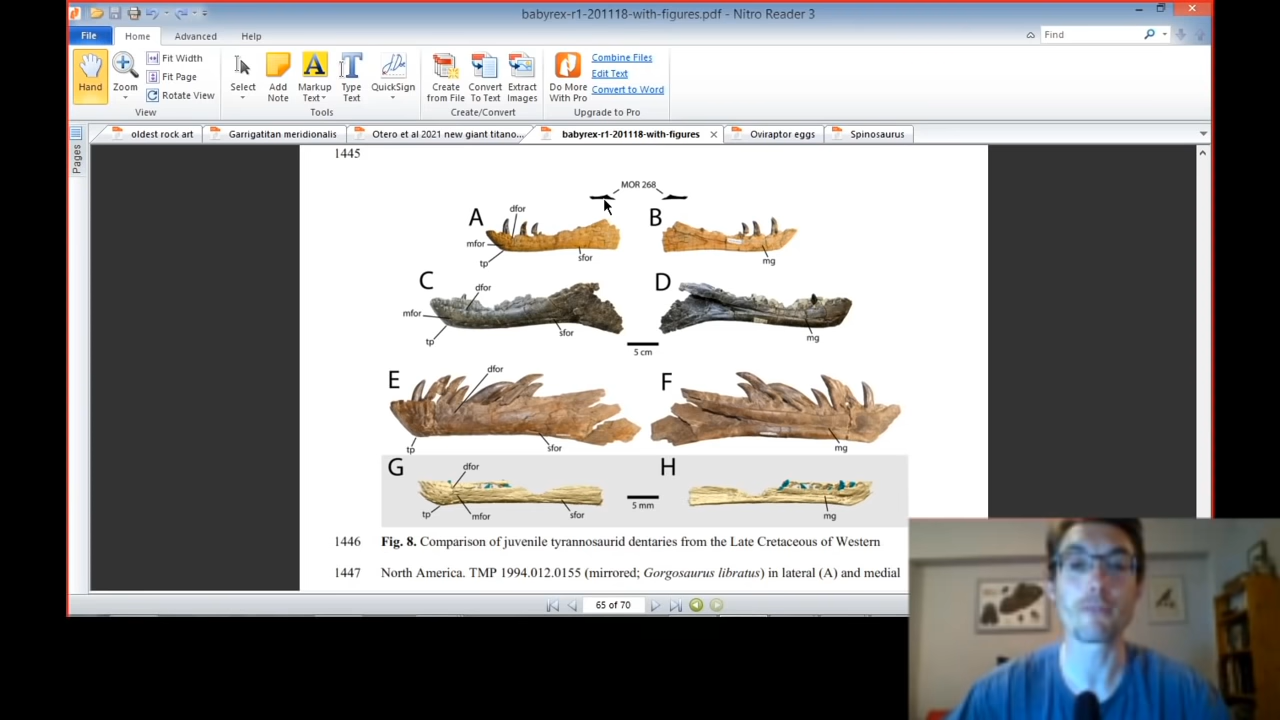 babyrex-r1-201118-with-figures.pdf - Nitro Reader 3
File Home Advanced Help
Find
Hand
Zoom
Fit Width
Fit Page
Rotate View
View
Select
Add Note
Markup Text
Type Text
QuickSign
Tools
Create from File
Convert To Text
Extract Images
Create/Convert
Do More With Pro
Combine Files
Edit Text
Convert to Word
Upgrade to Pro
oldest rock art
Garrigatitan meridionalis
Otero et al 2021 new giant titano...
babyrex-r1-201118-with-figures
Oviraptor eggs
Spinosaurus
Pages
1445
MOR 268
A dfor mfor tp sfor
B mg
C dfor mfor tp sfor
D mg
5 cm
E dfor tp sfor
F mg
G dfor tp mfor sfor
H mg
5 mm
1446 Fig. 8. Comparison of juvenile tyrannosaurid dentaries from the Late Cretaceous of Western
1447 North America. TMP 1994.012.0155 (mirrored; Gorgosaurus libratus) in lateral (A) and medial
65 of 70